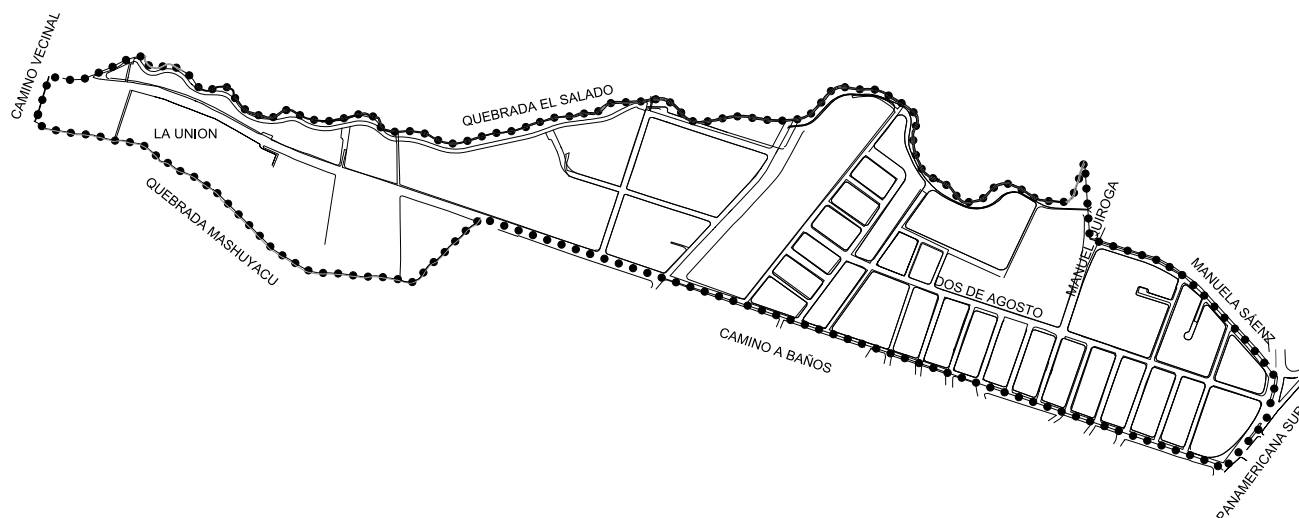 CAMINO VECINAL
LA UNION
QUEBRADA EL SALADO
QUEBRADA MASHUYACU
MANUEL QUIROGA
MANUELA SÁENZ
DOS DE AGOSTO
CAMINO A BAÑOS
PANAMERICANA SUR